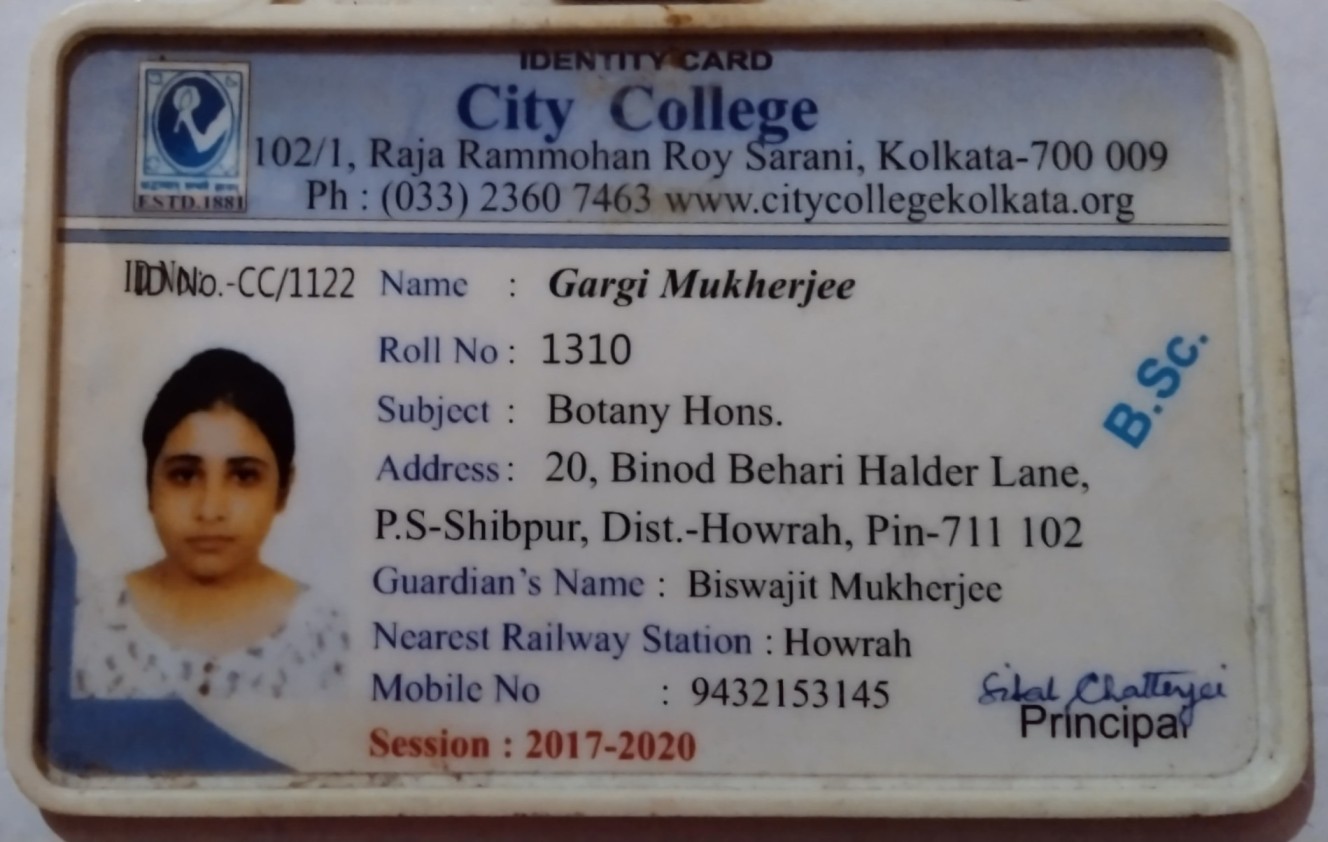 IDENTITY CARD
City College
102/1, Raja Rammohan Roy Sarani, Kolkata-700 009
Ph : (033) 2360 7463 www.citycollegekolkata.org
ESTD.1881
ID No.-CC/1122
Name : Gargi Mukherjee
Roll No : 1310
Subject : Botany Hons.
B.Sc.
Address : 20, Binod Behari Halder Lane,
P.S-Shibpur, Dist.-Howrah, Pin-711 102
Guardian's Name : Biswajit Mukherjee
Nearest Railway Station : Howrah
Mobile No : 9432153145
Chatterjee
Principal
Session : 2017-2020